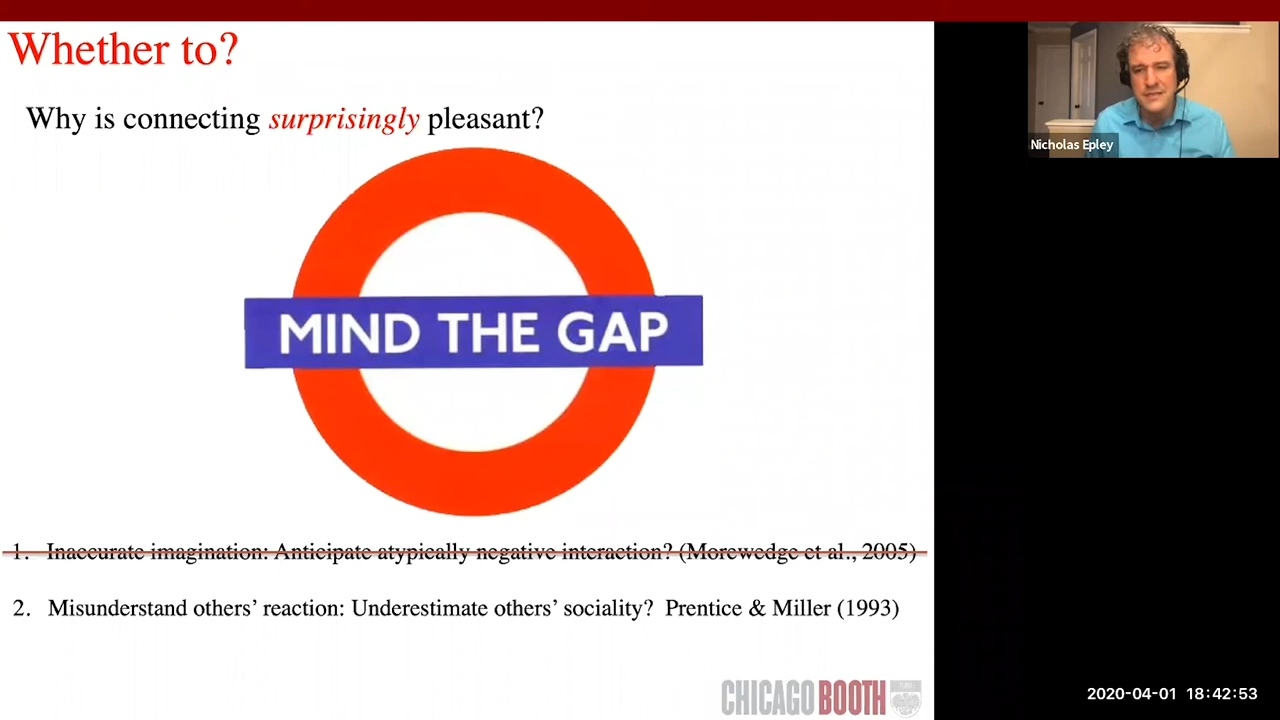 Whether to?
Why is connecting surprisingly pleasant?
MIND THE GAP
1. Inaccurate imagination: Anticipate atypically negative interaction? (Morewedge et al., 2005)
2. Misunderstand others’ reaction: Underestimate others’ sociality? Prentice & Miller (1993)
CHICAGO BOOTH
Nicholas Epley
2020-04-01 18:42:53